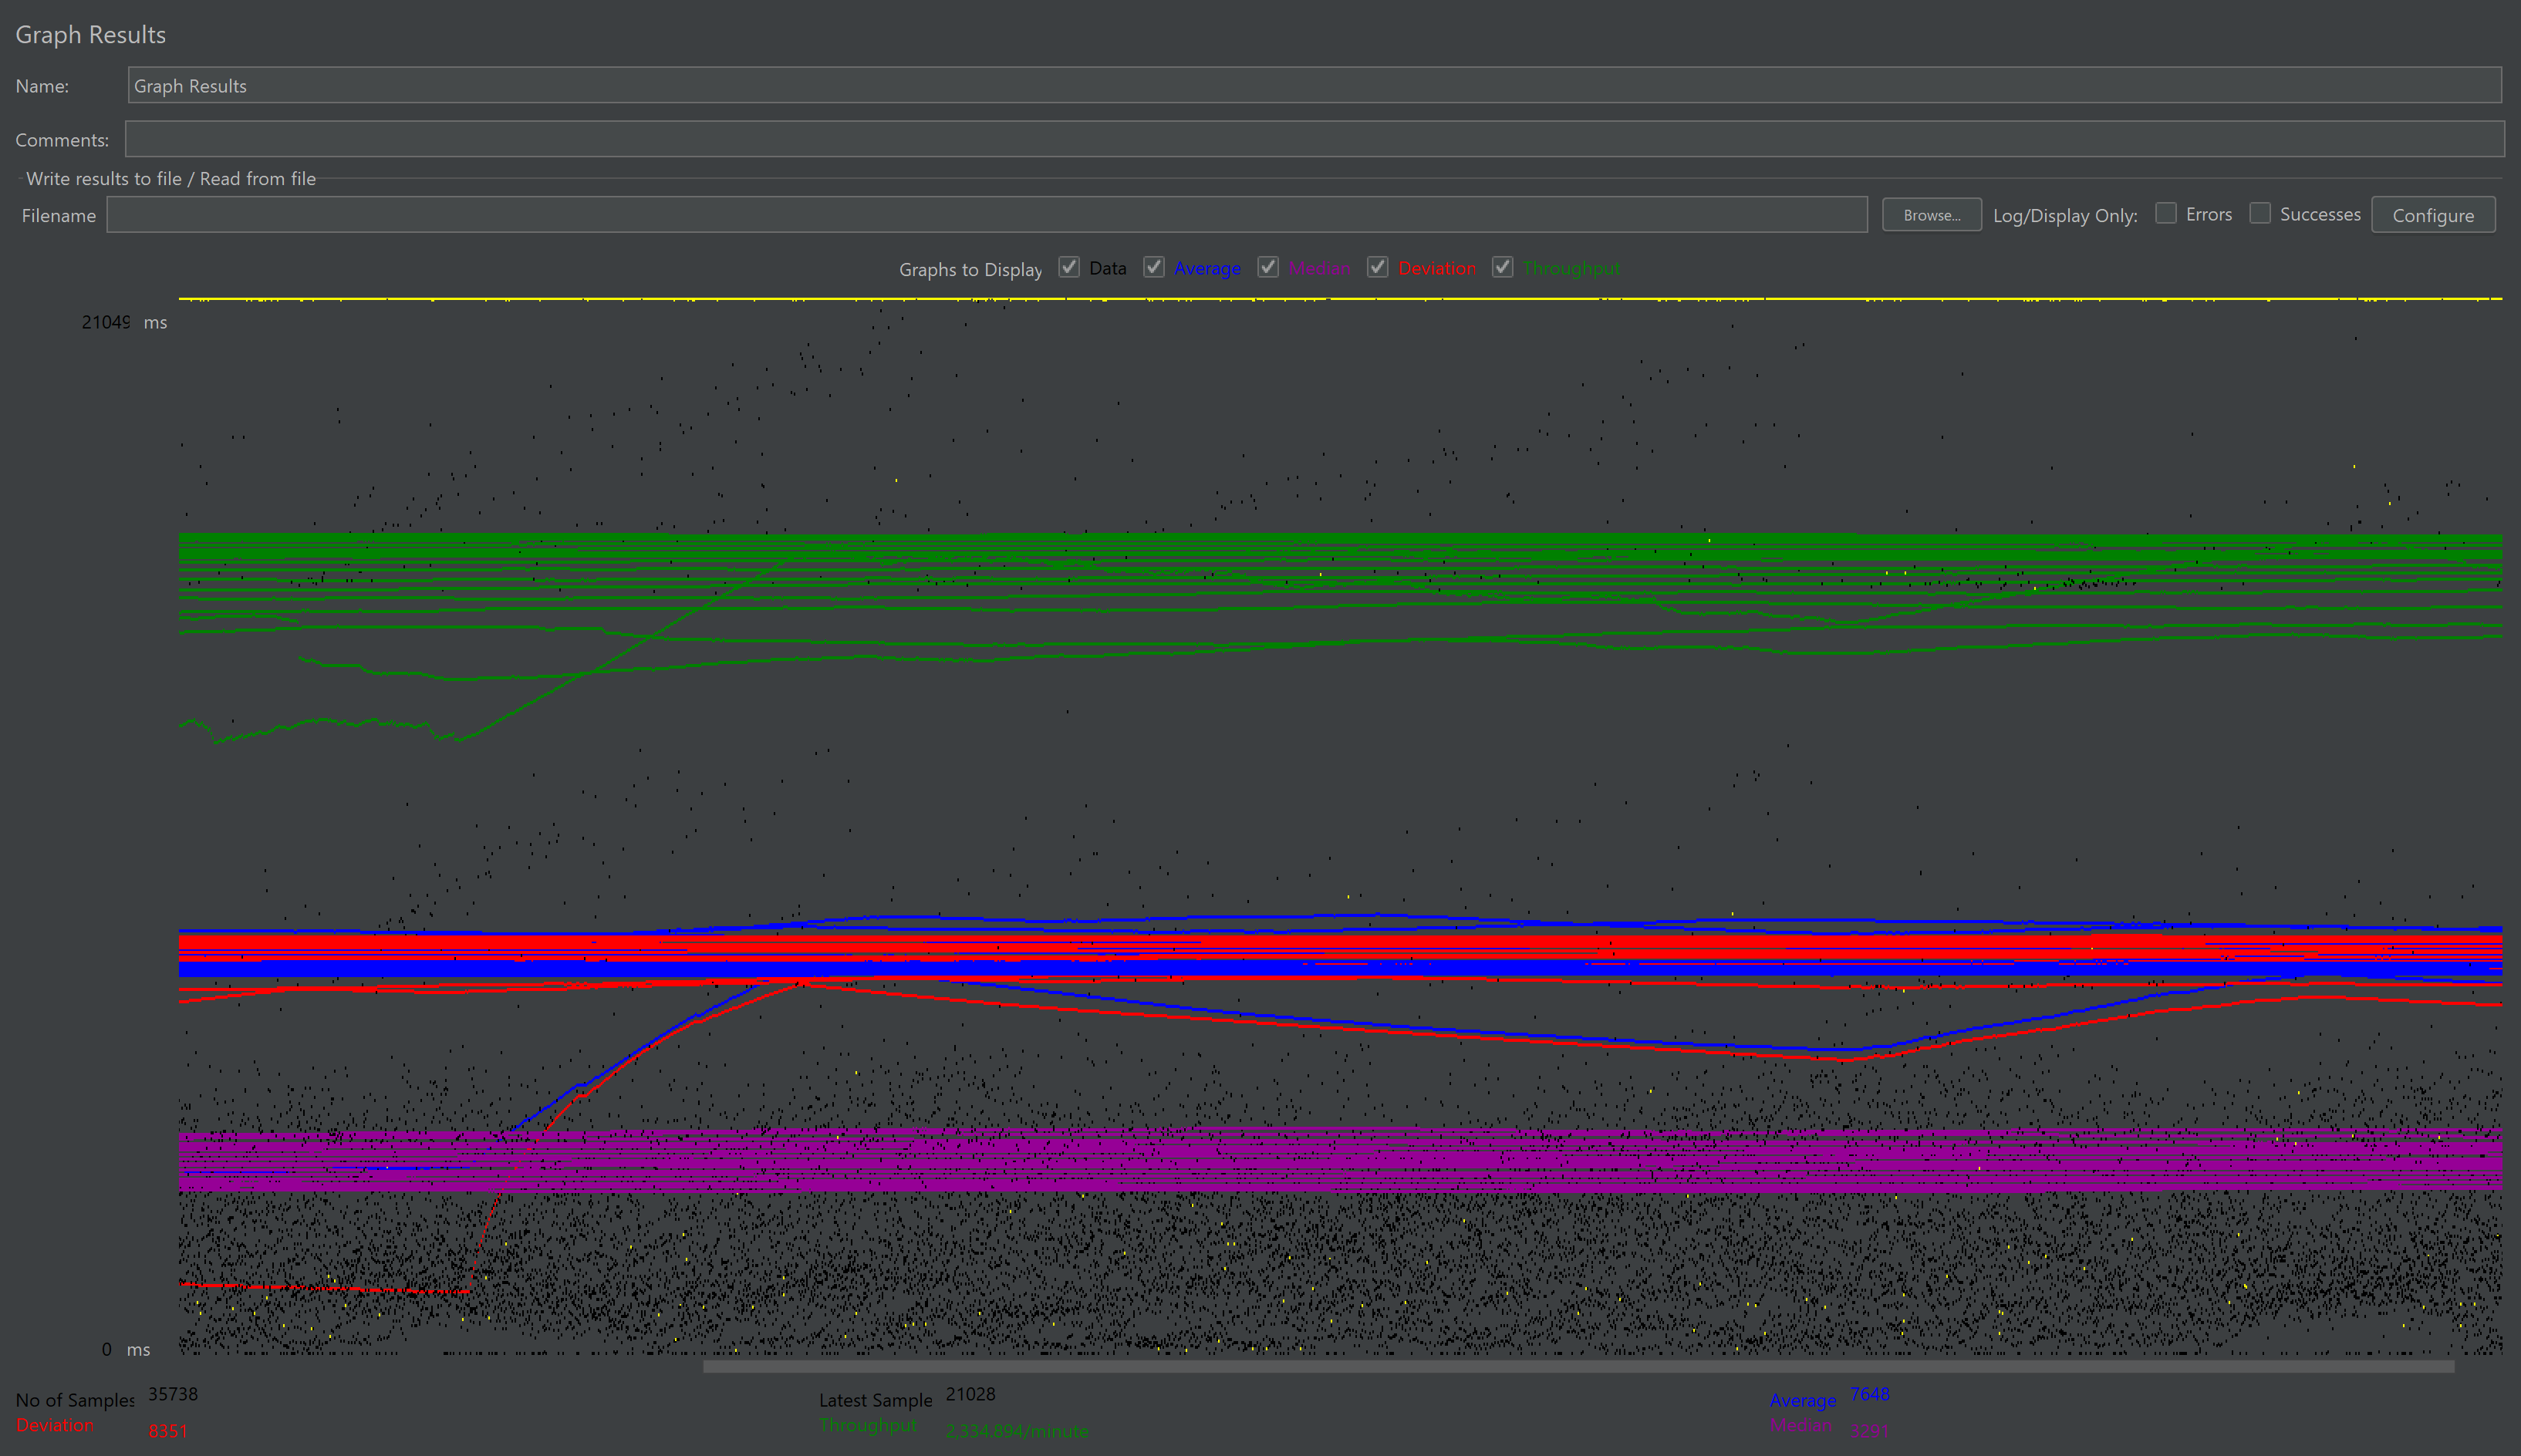 Graph Results
Name: Graph Results
Comments:
Write results to file / Read from file
Filename Browse... Log/Display Only: Errors Successes Configure
Graphs to Display Data Average Median Deviation Throughput
21049 ms
0 ms
No of Samples 35738 Latest Sample 21028 Average 7648
Deviation 8351 Throughput 2,334.894/minute Median 3291